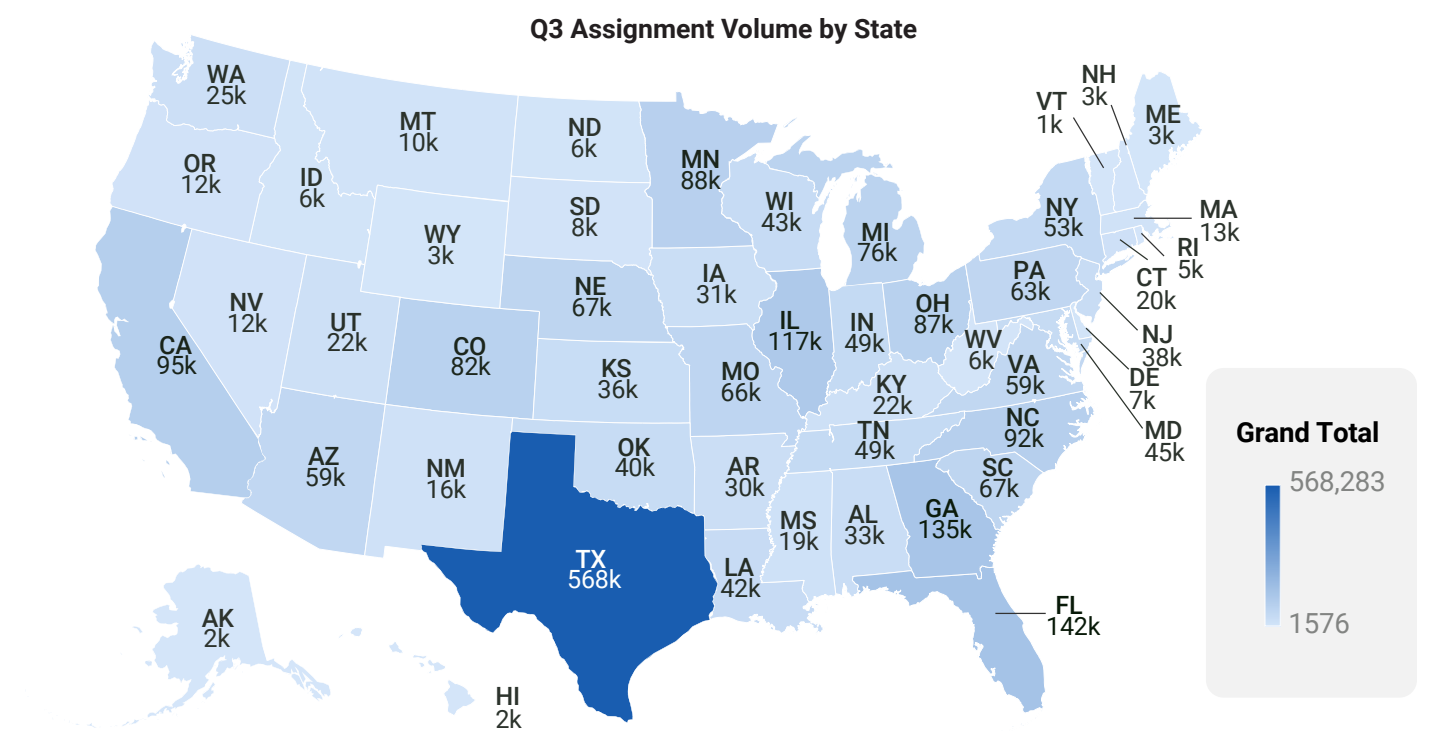 Q3 Assignment Volume by State
WA
25k
OR
12k
ID
6k
MT
10k
ND
6k
MN
88k
SD
8k
WY
3k
WI
43k
MI
76k
NY
53k
VT
1k
NH
3k
ME
3k
MA
13k
RI
5k
CT
20k
NJ
38k
DE
7k
MD
45k
PA
63k
OH
87k
IN
49k
IL
117k
IA
31k
NE
67k
NV
12k
UT
22k
CO
82k
CA
95k
KS
36k
MO
66k
KY
22k
WV
6k
VA
59k
NC
92k
TN
49k
SC
67k
GA
135k
AL
33k
MS
19k
AR
30k
OK
40k
NM
16k
AZ
59k
TX
568k
LA
42k
FL
142k
AK
2k
HI
2k
Grand Total
568,283
1576